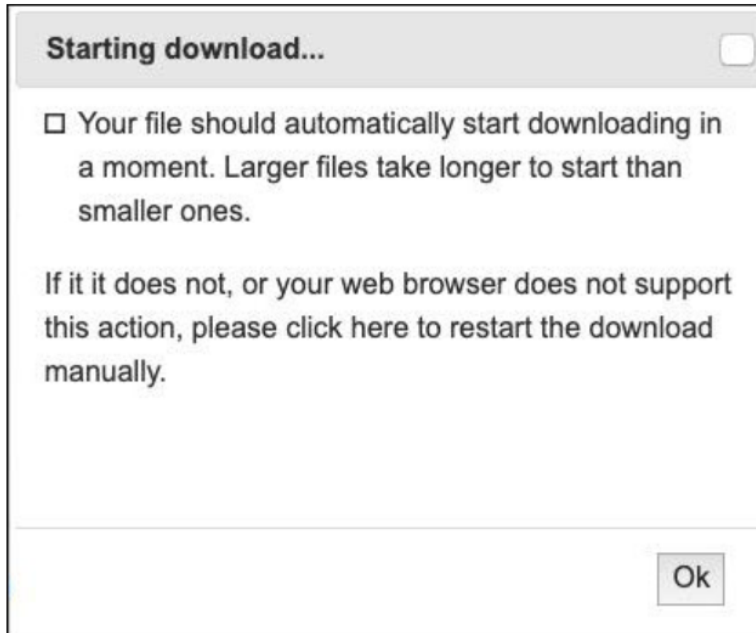 Starting download...
☐ Your file should automatically start downloading in
a moment. Larger files take longer to start than
smaller ones.
If it it does not, or your web browser does not support
this action, please click here to restart the download
manually.
Ok